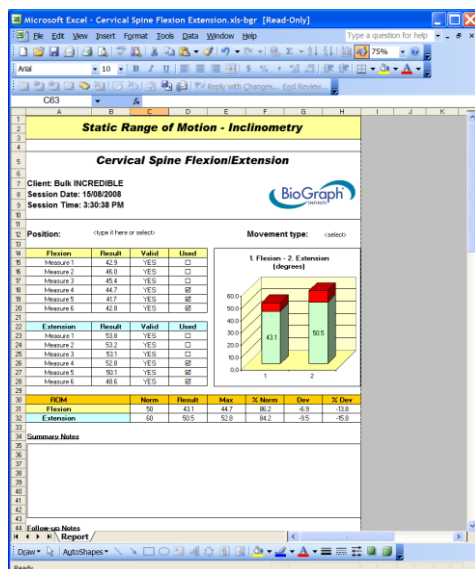 Microsoft Excel - Cervical Spine Flexion Extension.xls-bgr [Read-Only]
File Edit View Insert Format Tools Data Window Help
Type a question for help
75%
Arial
10
B I U
Reply with Changes... End Review...
C63
fx
A B C D E F G H I J K
Static Range of Motion - Inclinometry
Cervical Spine Flexion/Extension
Client: Bulk INCREDIBLE
Session Date: 15/08/2008
Session Time: 3:30:38 PM
BioGraph
INFINITI
Position:
(type it here or select)
Movement type:
(select)
Flexion Result Valid Used
Measure 1 42.9 YES
Measure 2 46.0 YES
Measure 3 45.4 YES
Measure 4 44.7 YES
Measure 5 41.7 YES
Measure 6 42.8 YES
Extension Result Valid Used
Measure 1 53.8 YES
Measure 2 53.2 YES
Measure 3 53.1 YES
Measure 4 52.8 YES
Measure 5 50.1 YES
Measure 6 48.6 YES
1. Flexion - 2. Extension
(degrees)
60.0
50.0
40.0
30.0
20.0
10.0
0.0
43.1
50.5
1 2
ROM Norm Result Max % Norm Dev % Dev
Flexion 50 43.1 44.7 86.2 -6.9 -13.8
Extension 60 50.5 52.8 84.2 -9.5 -15.8
Summary Notes
Follow-up Notes
Report
Draw AutoShapes
Ready